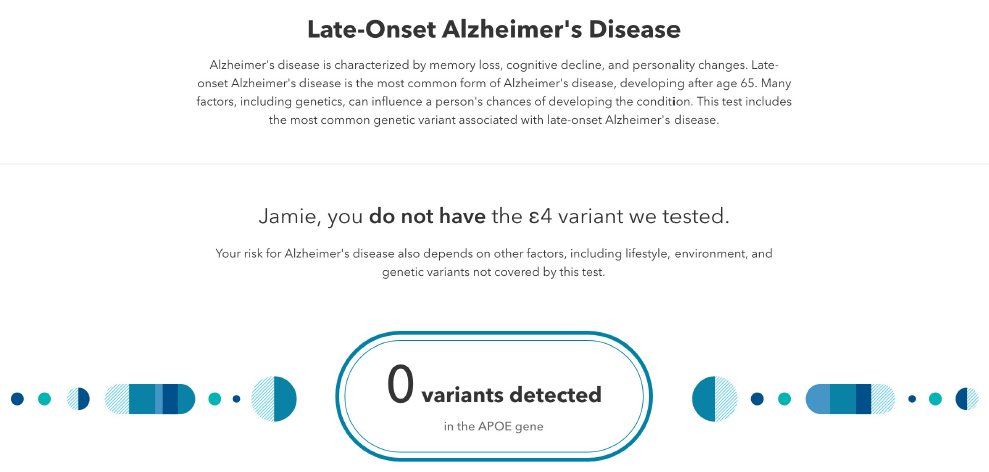 Late-Onset Alzheimer's Disease
Alzheimer's disease is characterized by memory loss, cognitive decline, and personality changes. Late-
onset Alzheimer's disease is the most common form of Alzheimer's disease, developing after age 65. Many
factors, including genetics, can influence a person's chances of developing the condition. This test includes
the most common genetic variant associated with late-onset Alzheimer's disease.
Jamie, you do not have the ε4 variant we tested.
Your risk for Alzheimer's disease also depends on other factors, including lifestyle, environment, and
genetic variants not covered by this test.
0 variants detected
in the APOE gene